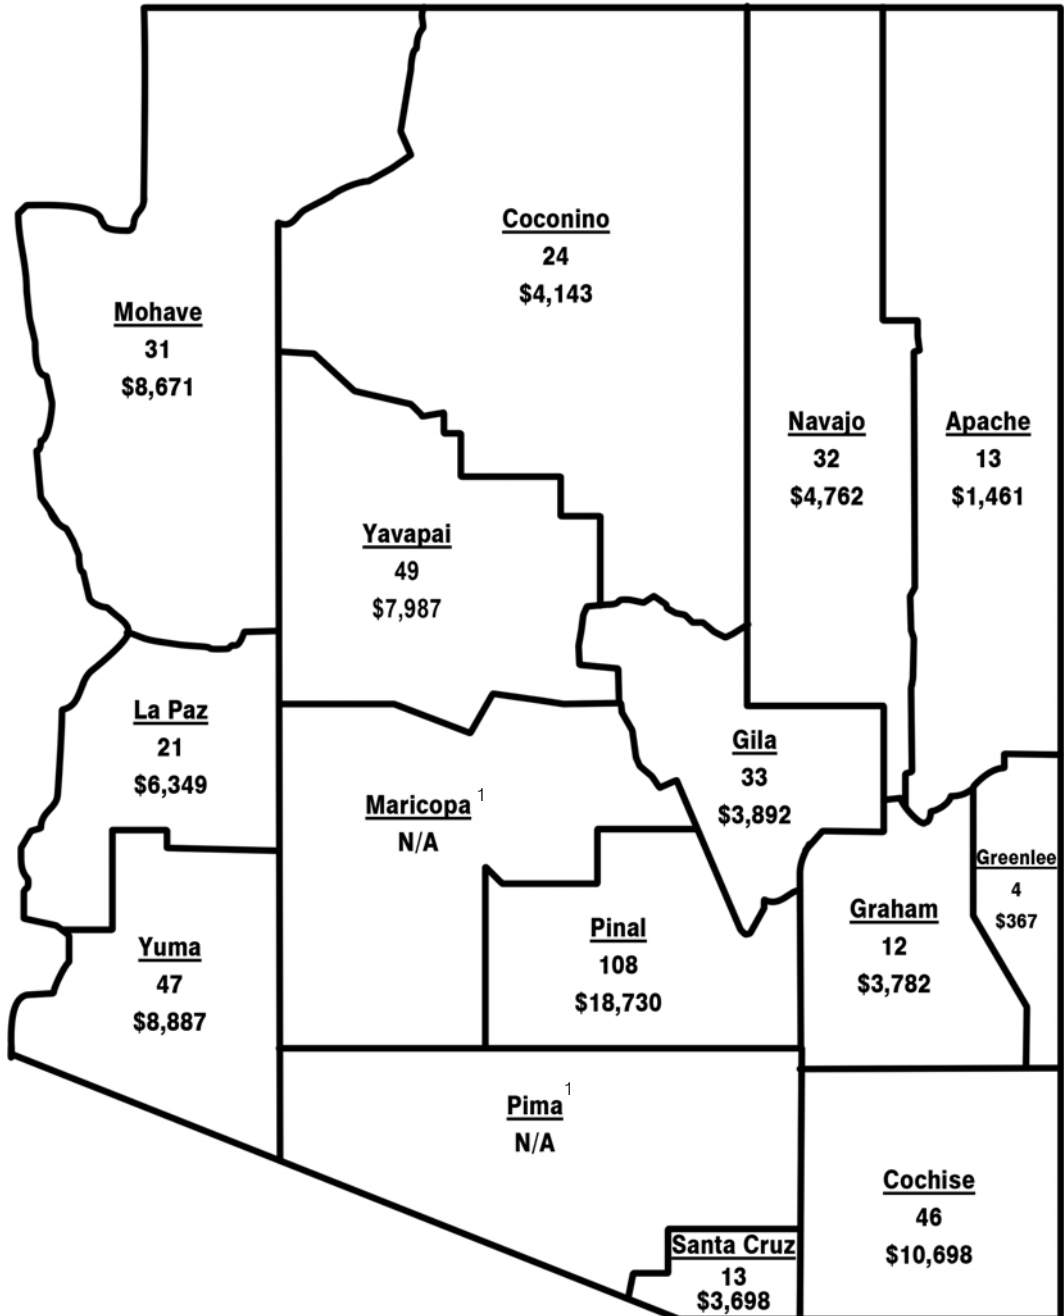 Coconino
24
$4,143
Mohave
31
$8,671
Navajo
32
$4,762
Apache
13
$1,461
Yavapai
49
$7,987
La Paz
21
$6,349
Gila
33
$3,892
Maricopa 1
N/A
Greenlee
4
$367
Graham
12
$3,782
Pinal
108
$18,730
Yuma
47
$8,887
Pima 1
N/A
Cochise
46
$10,698
Santa Cruz
13
$3,698